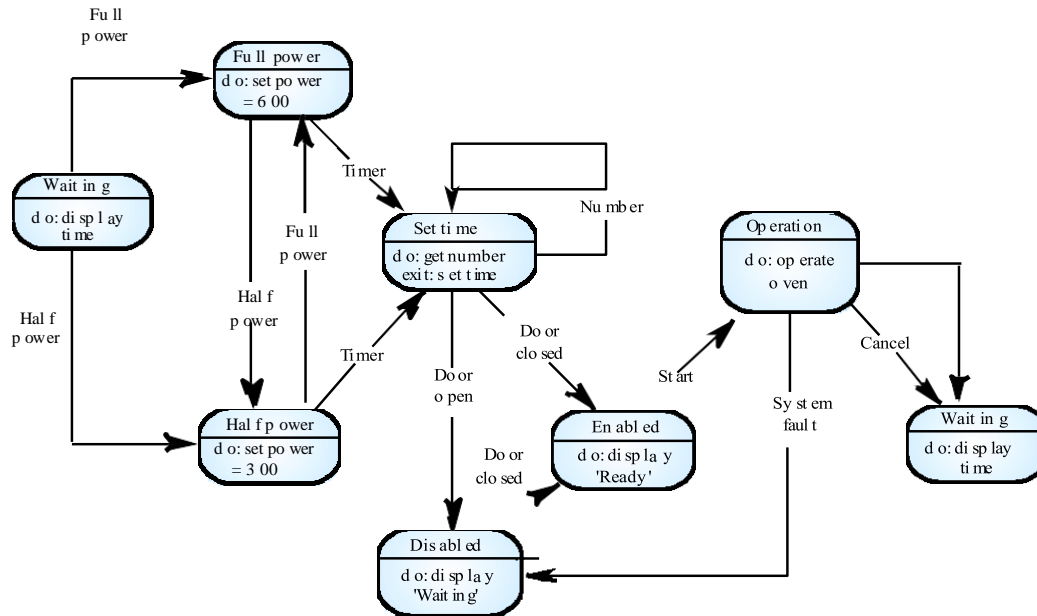 Full
power
Full power
do: set power
= 600
Waiting
do: display
time
Half
power
Half
power
Full
power
Timer
Timer
Half power
do: set power
= 300
Set time
do: get number
exit: set time
Number
Door
open
Door
closed
Door
closed
Enabled
do: display
'Ready'
Disabled
do: display
'Waiting'
Start
Operation
do: operate
oven
Cancel
System
fault
Waiting
do: display
time